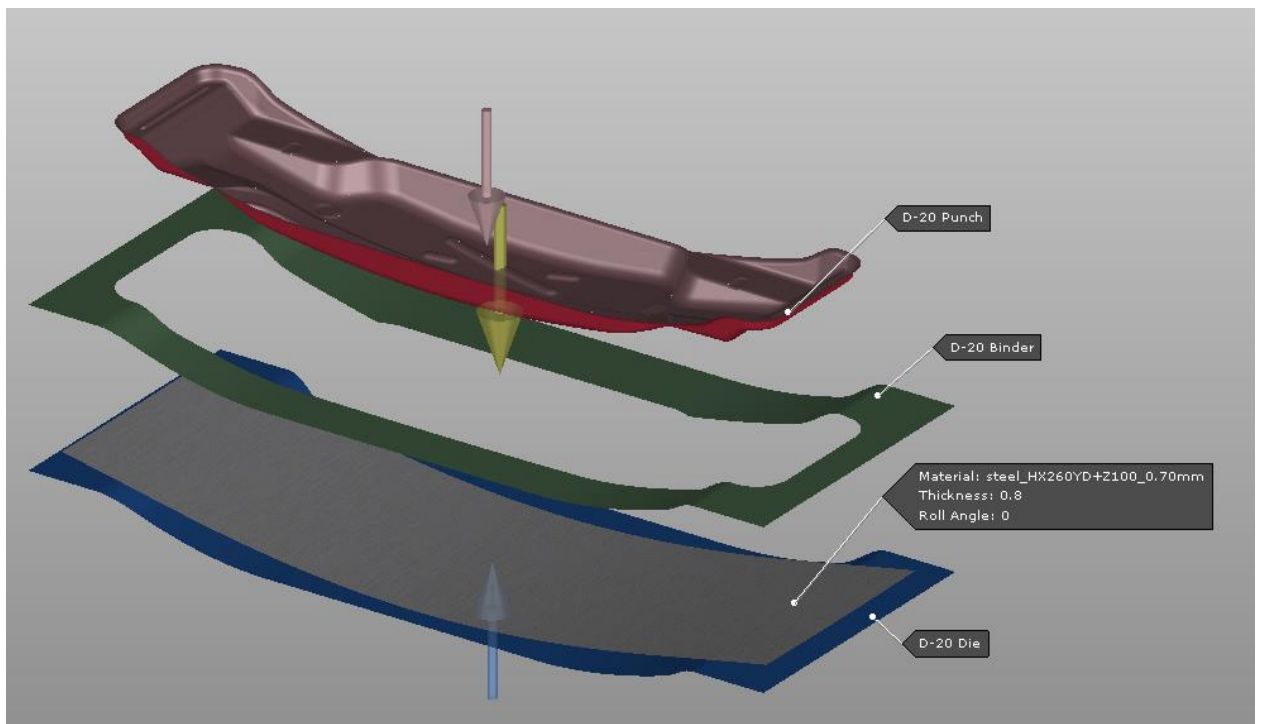 D-20 Punch
D-20 Binder
Material: steel_HX260YD+Z100_0.70mm
Thickness: 0.8
Roll Angle: 0
D-20 Die